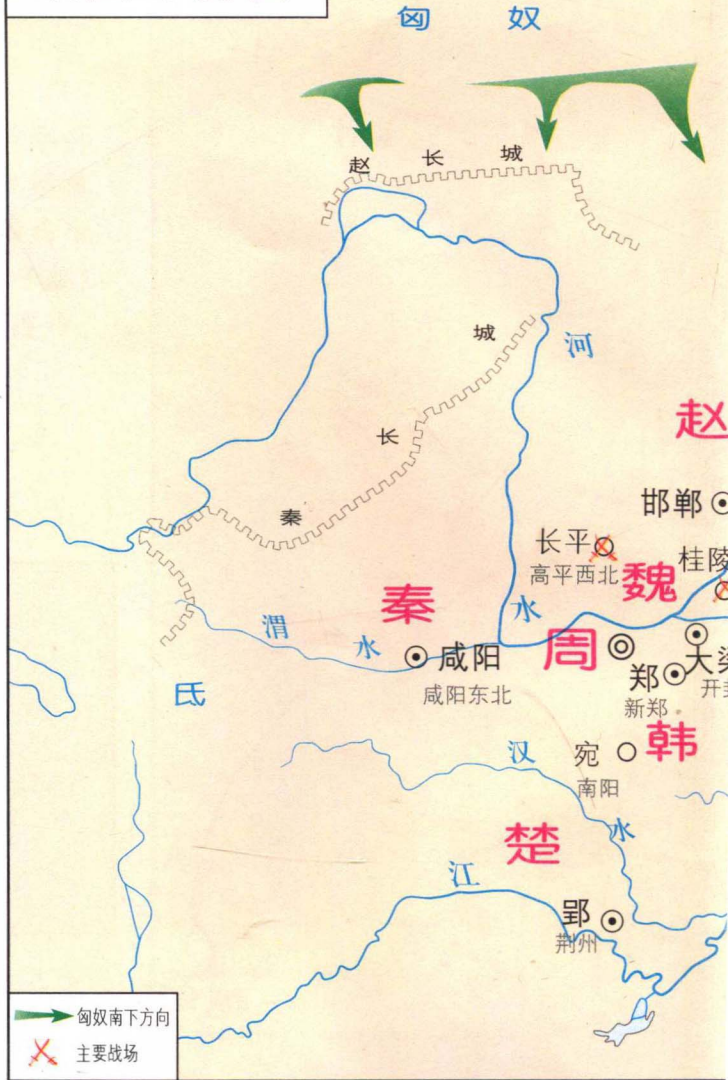 匈 奴
赵 长 城
城
河
长
赵
秦
邯郸
长平
高平西北
桂陵
魏
秦
水
渭
水
周
咸阳
咸阳东北
大梁
郑
开封
新郑
氐
韩
汉
宛
南阳
水
楚
江
郢
荆州
匈奴南下方向
主要战场